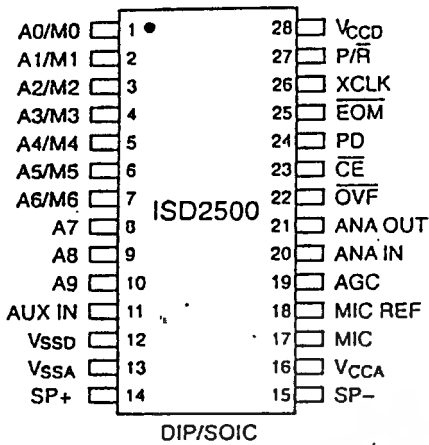 A0/M0 1 28 VCCD
A1/M1 2 27 P/R̅
A2/M2 3 26 XCLK
A3/M3 4 25 E̅O̅M̅
A4/M4 5 24 PD
A5/M5 6 23 C̅E̅
A6/M6 7 22 O̅V̅F̅
ISD2500
A7 8 21 ANA OUT
A8 9 20 ANA IN
A9 10 19 AGC
AUX IN 11 18 MIC REF
VSSD 12 17 MIC
VSSA 13 16 VCCA
SP+ 14 15 SP−
DIP/SOIC